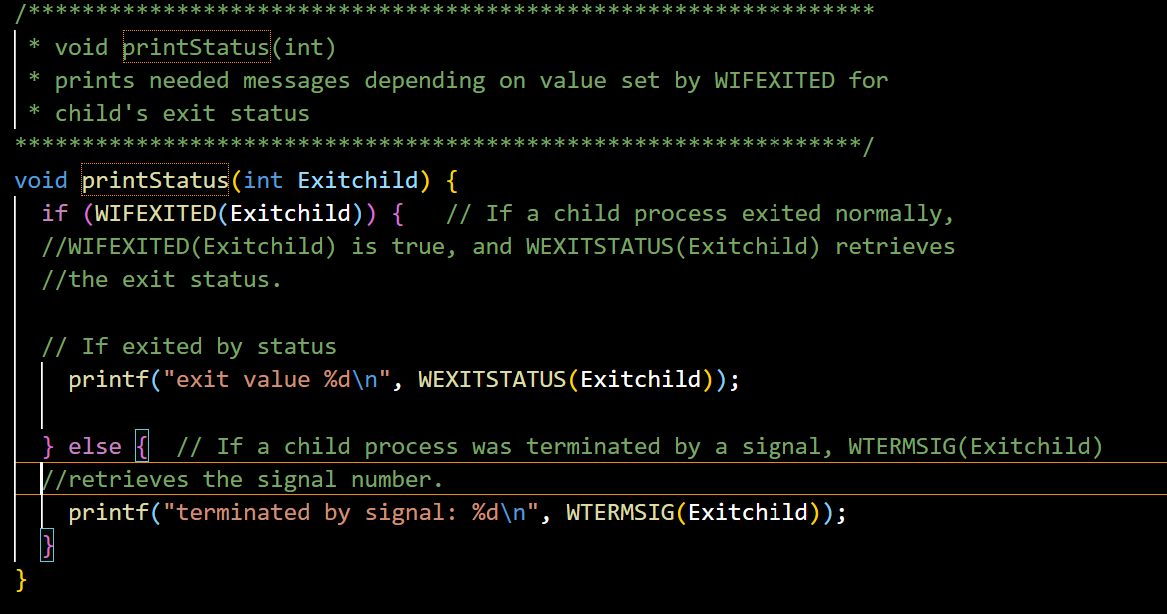 /***************************************************************
 * void printStatus(int)
 * prints needed messages depending on value set by WIFEXITED for
 * child's exit status
***************************************************************/
void printStatus(int Exitchild) {
  if (WIFEXITED(Exitchild)) {   // If a child process exited normally,
  //WIFEXITED(Exitchild) is true, and WEXITSTATUS(Exitchild) retrieves
  //the exit status.
  // If exited by status
    printf("exit value %d\n", WEXITSTATUS(Exitchild));
  } else {  // If a child process was terminated by a signal, WTERMSIG(Exitchild)
  //retrieves the signal number.
    printf("terminated by signal: %d\n", WTERMSIG(Exitchild));
  }
}